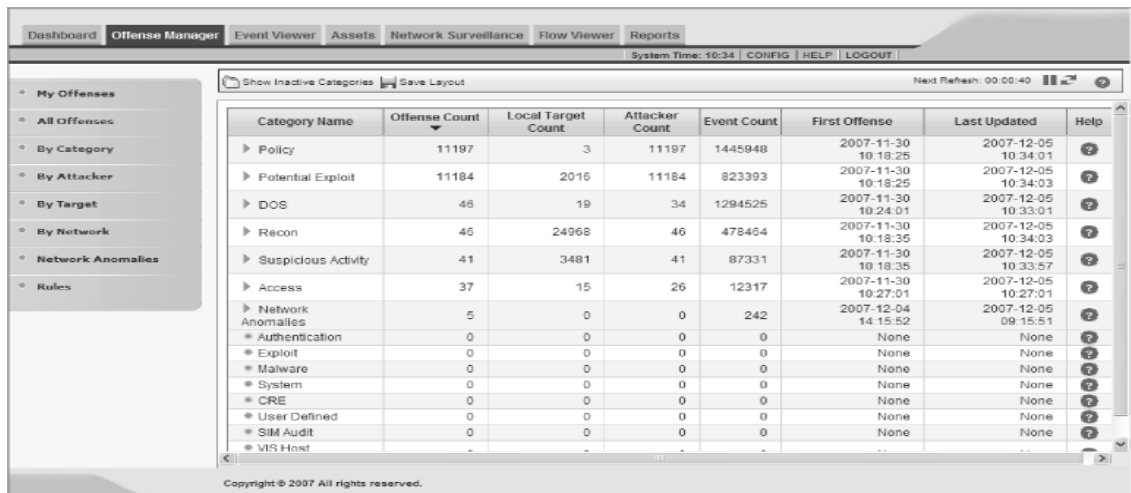 Dashboard Offense Manager Event Viewer Assets Network Surveillance Flow Viewer Reports
System Time: 10:34 | CONFIG | HELP | LOGOUT
My Offenses
All Offenses
By Category
By Attacker
By Target
By Network
Network Anomalies
Rules
Show Inactive Categories Save Layout Next Refresh: 00:00:40
Category Name Offense Count Local Target Count Attacker Count Event Count First Offense Last Updated Help
Policy 11197 3 11197 1445948 2007-11-30 10:18:25 2007-12-05 10:34:01
Potential Exploit 11184 2016 11184 823393 2007-11-30 10:18:25 2007-12-05 10:34:03
DOS 46 19 34 1294525 2007-11-30 10:24:01 2007-12-05 10:33:01
Recon 46 24968 46 478464 2007-11-30 10:18:35 2007-12-05 10:34:03
Suspicious Activity 41 3481 41 87331 2007-11-30 10:18:35 2007-12-05 10:33:57
Access 37 15 26 12317 2007-11-30 10:27:01 2007-12-05 10:27:01
Network Anomalies 5 0 0 242 2007-12-04 14:15:52 2007-12-05 09:15:51
Authentication 0 0 0 0 None None
Exploit 0 0 0 0 None None
Malware 0 0 0 0 None None
System 0 0 0 0 None None
CRE 0 0 0 0 None None
User Defined 0 0 0 0 None None
SIM Audit 0 0 0 0 None None
VIS Host
Copyright © 2007 All rights reserved.